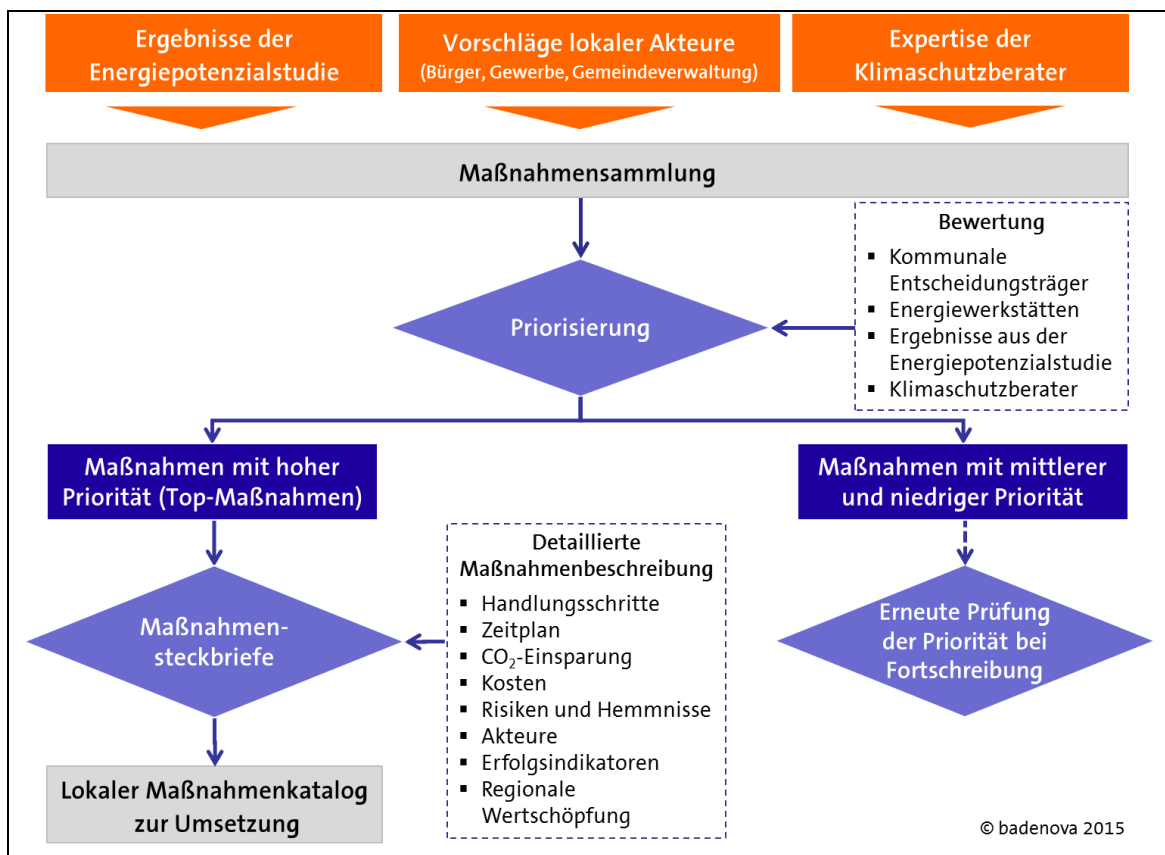 Ergebnisse der
Energiepotenzialstudie
Vorschläge lokaler Akteure
(Bürger, Gewerbe, Gemeindeverwaltung)
Expertise der
Klimaschutzberater
Maßnahmensammlung
Bewertung
▪ Kommunale
Entscheidungsträger
▪ Energiewerkstätten
▪ Ergebnisse aus der
Energiepotenzialstudie
▪ Klimaschutzberater
Priorisierung
Maßnahmen mit hoher
Priorität (Top-Maßnahmen)
Maßnahmen mit mittlerer
und niedriger Priorität
Detaillierte
Maßnahmenbeschreibung
▪ Handlungsschritte
▪ Zeitplan
▪ CO₂-Einsparung
▪ Kosten
▪ Risiken und Hemmnisse
▪ Akteure
▪ Erfolgsindikatoren
▪ Regionale
Wertschöpfung
Maßnahmen-
steckbriefe
Erneute Prüfung
der Priorität bei
Fortschreibung
Lokaler Maßnahmenkatalog
zur Umsetzung
© badenova 2015